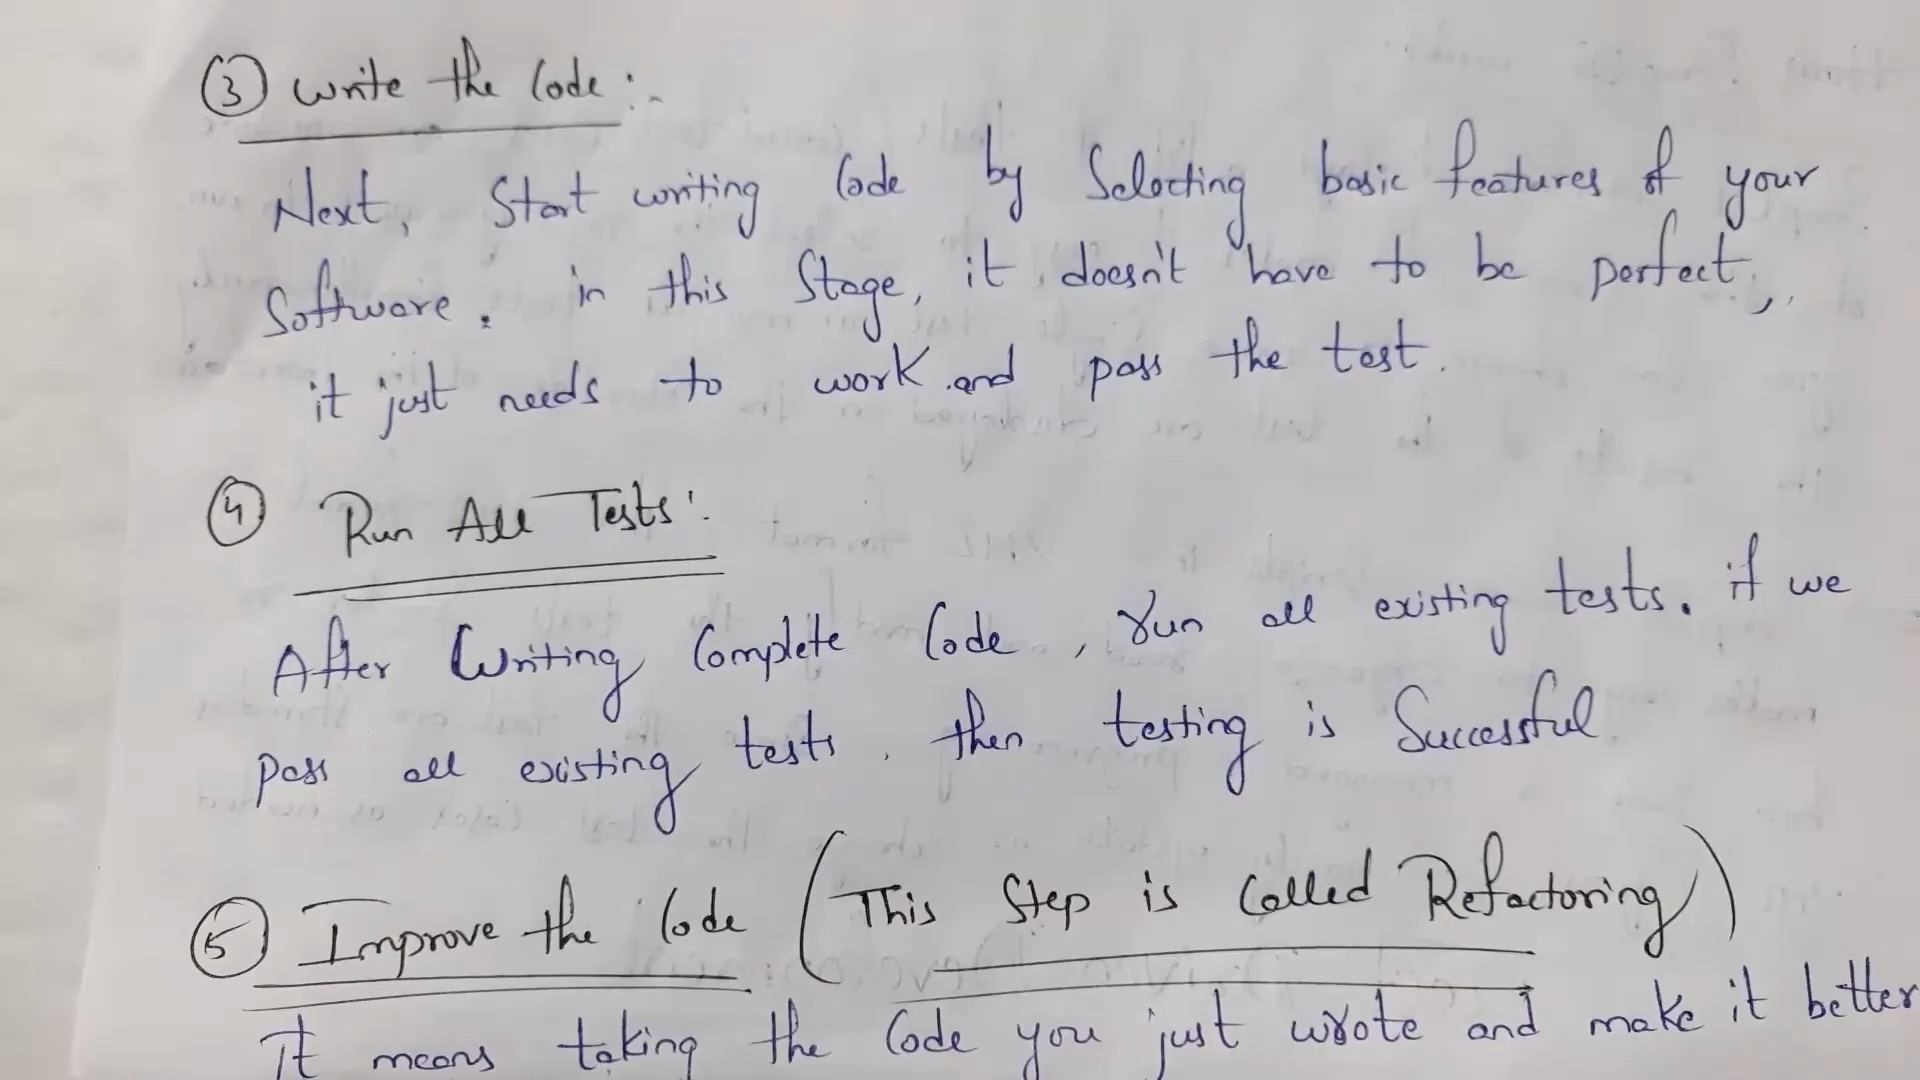 ③ Write the Code :-
Next, Start writing Code by Selecting basic features of your
Software. in this Stage, it doesn't have to be perfect,
it just needs to work and pass the test.
④ Run All Tests:
After Writing Complete Code, run all existing tests. if we
pass all existing tests, then testing is Successful
⑤ Improve the Code (This Step is Called Refactoring)
It means taking the Code you just wrote and make it better